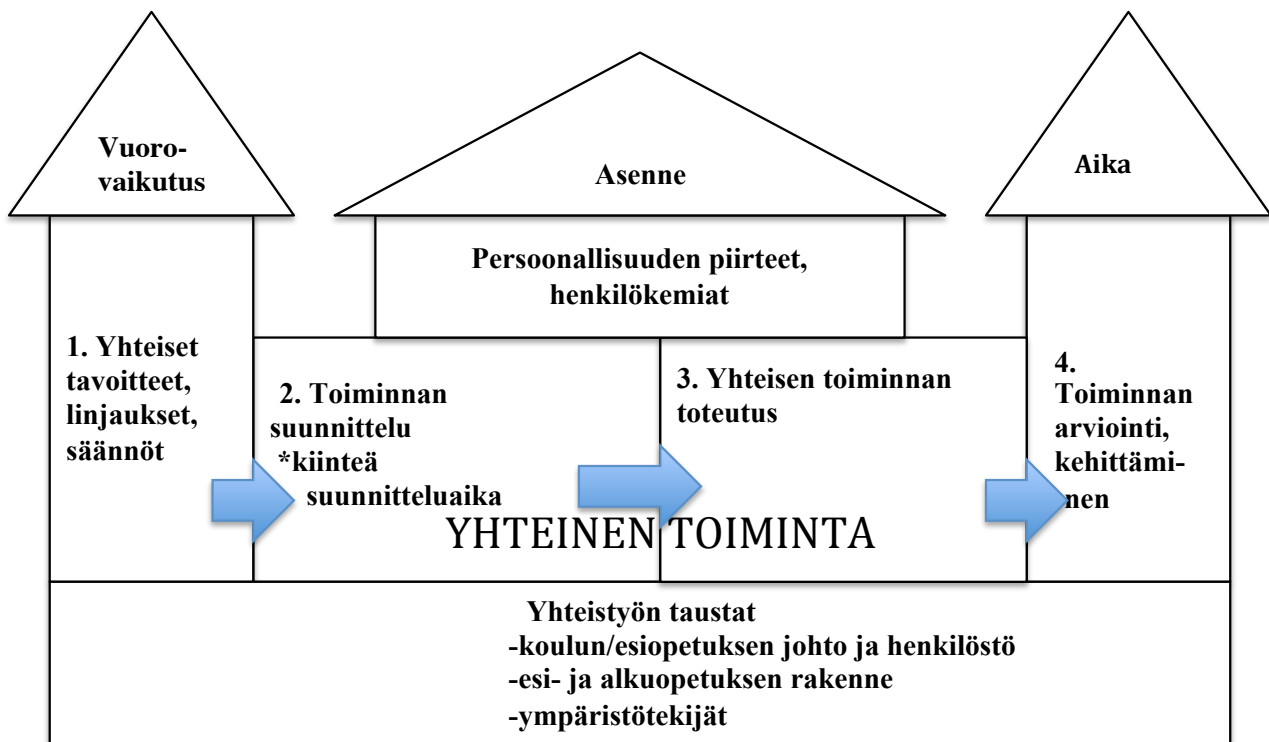 Vuoro-
vaikutus
Asenne
Aika
Persoonallisuuden piirteet,
henkilökemiat
1. Yhteiset
tavoitteet,
linjaukset,
säännöt
2. Toiminnan
suunnittelu
*kiinteä
suunnitteluaika
3. Yhteisen toiminnan
toteutus
4.
Toiminnan
arviointi,
kehittämi-
nen
YHTEINEN TOIMINTA
Yhteistyön taustat
-koulun/esiopetuksen johto ja henkilöstö
-esi- ja alkuopetuksen rakenne
-ympäristötekijät